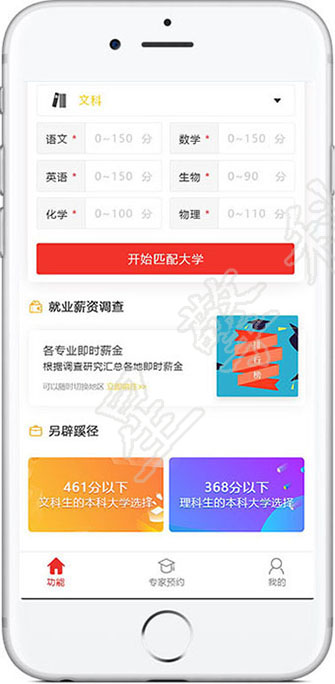 文科
语文 * 0~150 分 数学 * 0~150 分
英语 * 0~150 分 生物 * 0~90 分
化学 * 0~100 分 物理 * 0~110 分
开始匹配大学
就业薪资调查
各专业即时薪金
根据调查研究汇总各地即时薪金
可以随时切换地区
排行榜
另辟蹊径
461分以下
文科生的本科大学选择
368分以下
理科生的本科大学选择
功能
专家预约
我的